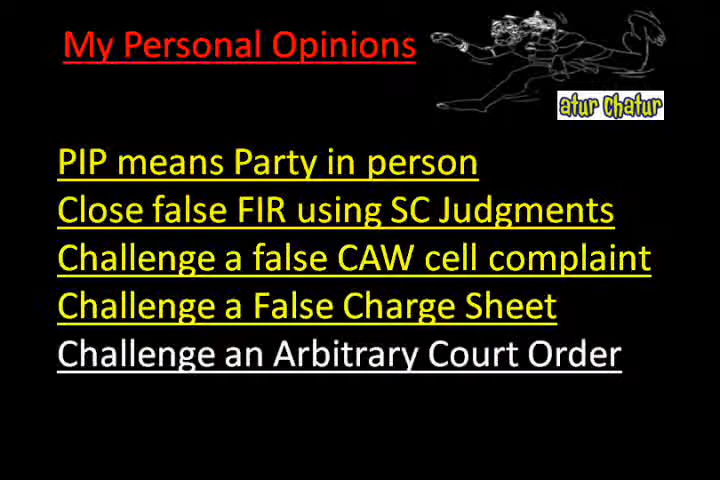 My Personal Opinions
atur chatur
PIP means Party in person
Close false FIR using SC Judgments
Challenge a false CAW cell complaint
Challenge a False Charge Sheet
Challenge an Arbitrary Court Order